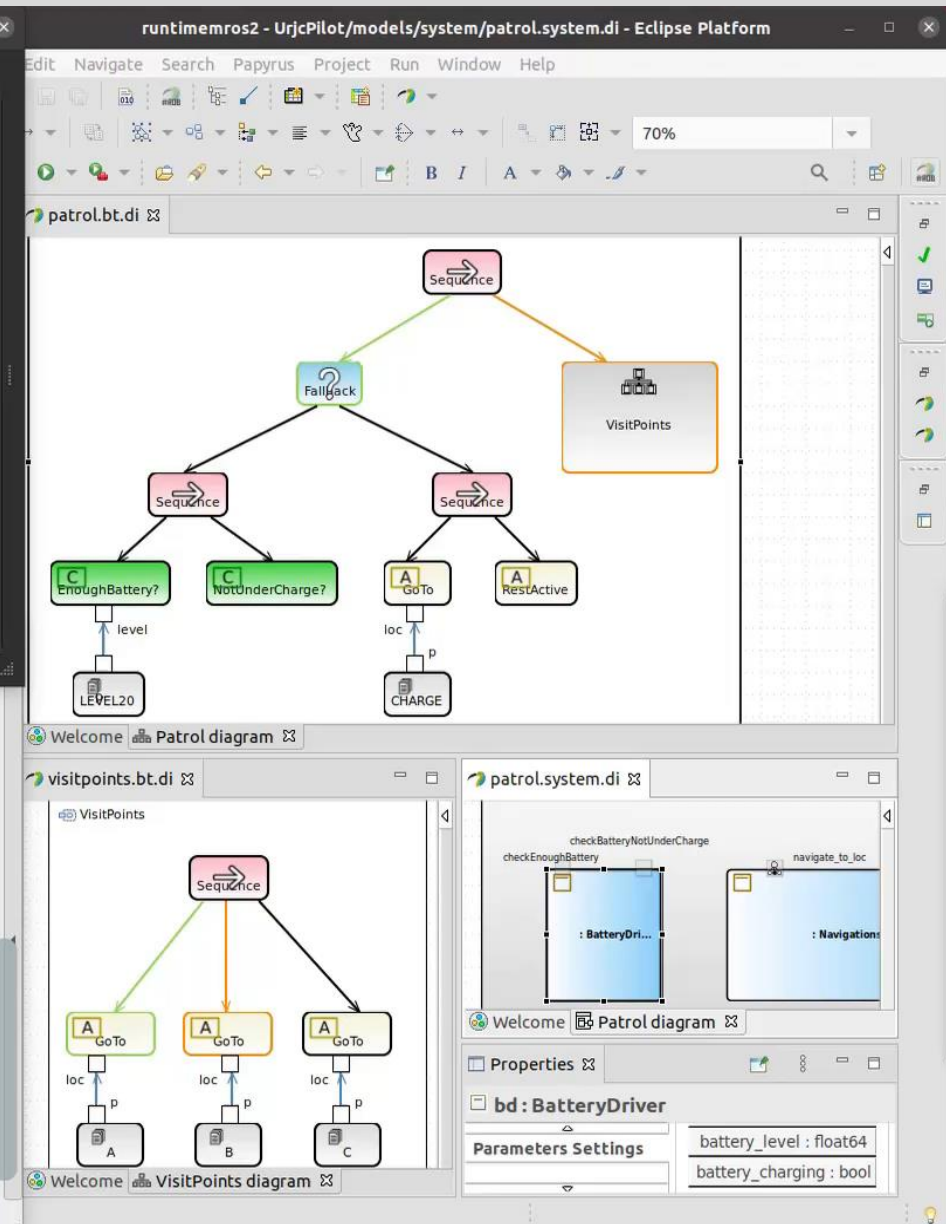 runtimemros2 - UrjcPilot/models/system/patrol.system.di - Eclipse Platform
Edit Navigate Search Papyrus Project Run Window Help
010
70%
B I A
patrol.bt.di
Sequence
Fallback
VisitPoints
Sequence
Sequence
C
EnoughBattery?
C
NotUnderCharge?
A
GoTo
A
RestActive
level
loc
p
LEVEL20
CHARGE
Welcome Patrol diagram
visitpoints.bt.di
VisitPoints
Sequence
A
GoTo
A
GoTo
A
GoTo
loc
loc
loc
p
p
p
A
B
C
Welcome VisitPoints diagram
patrol.system.di
checkBatteryNotUnderCharge
checkEnoughBattery
navigate_to_loc
: BatteryDri...
: Navigations
Welcome Patrol diagram
Properties
bd : BatteryDriver
Parameters Settings
battery_level : float64
battery_charging : bool